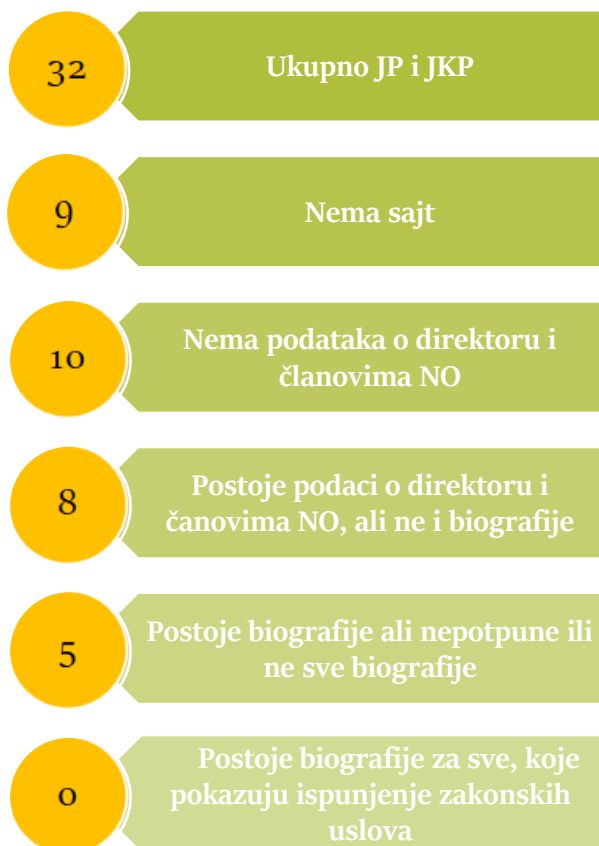 32
Ukupno JP i JKP
9
Nema sajt
10
Nema podataka o direktoru i
članovima NO
8
Postoje podaci o direktoru i
čanovima NO, ali ne i biografije
5
Postoje biografije ali nepotpune ili
ne sve biografije
0
Postoje biografije za sve, koje
pokazuju ispunjenje zakonskih
uslova